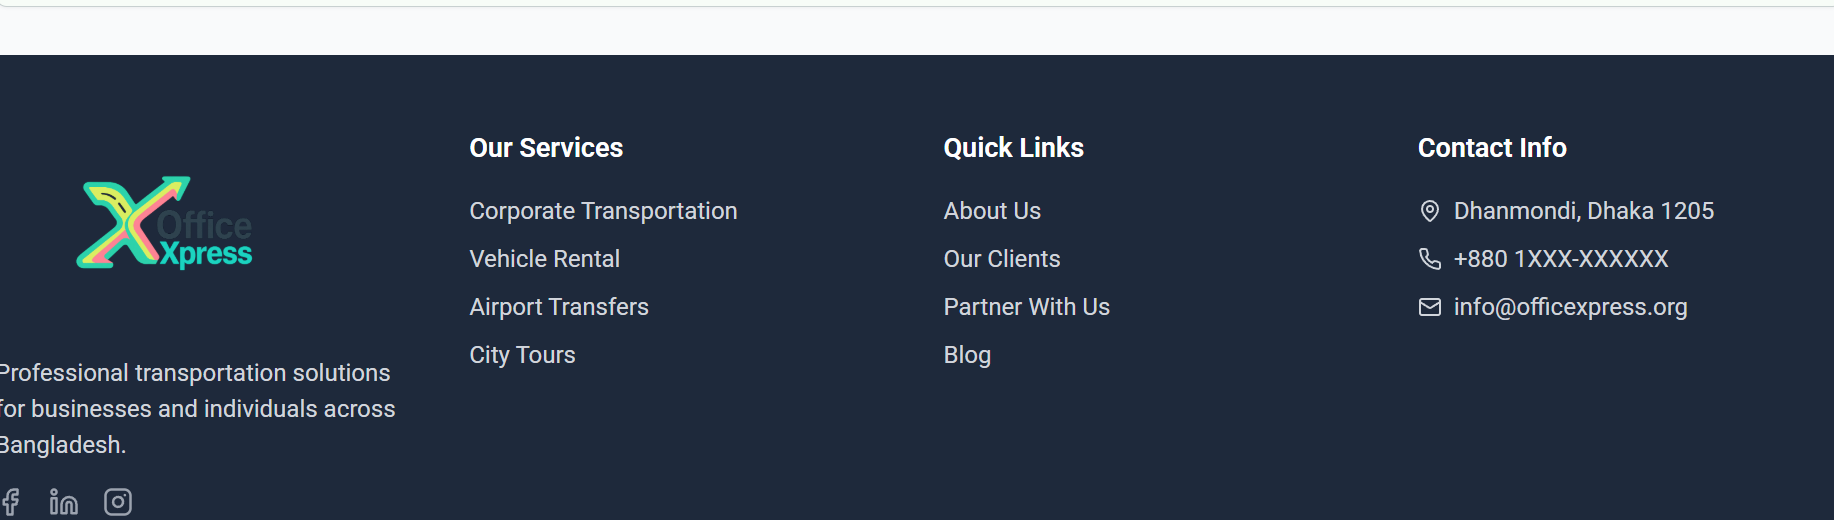 Office
Xpress
Professional transportation solutions
for businesses and individuals across
Bangladesh.
Our Services
Corporate Transportation
Vehicle Rental
Airport Transfers
City Tours
Quick Links
About Us
Our Clients
Partner With Us
Blog
Contact Info
Dhanmondi, Dhaka 1205
+880 1XXX-XXXXXX
info@officexpress.org